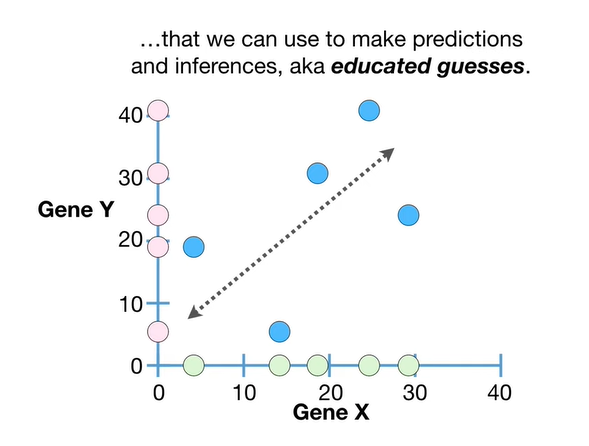 ...that we can use to make predictions
and inferences, aka educated guesses.
40
30
Gene Y
20
10
0
0 10 20 30 40
Gene X